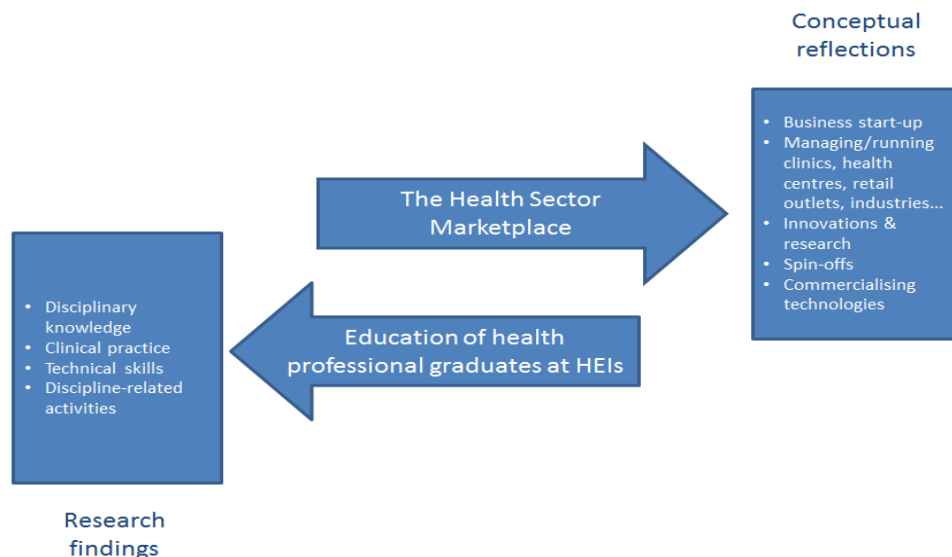 Conceptual
reflections
• Business start-up
• Managing/running
clinics, health
centres, retail
outlets, industries...
• Innovations &
research
• Spin-offs
• Commercialising
technologies
The Health Sector
Marketplace
Education of health
professional graduates at HEIs
• Disciplinary
knowledge
• Clinical practice
• Technical skills
• Discipline-related
activities
Research
findings